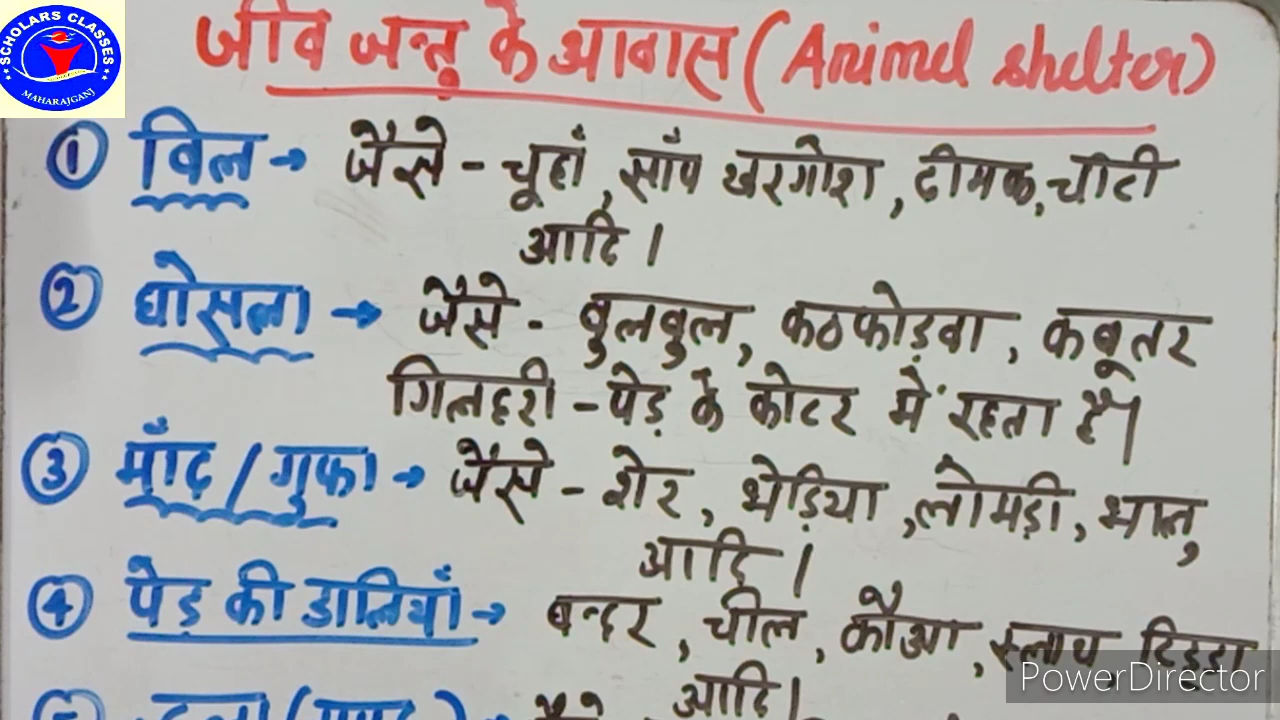 SCHOLARS CLASSES
MAHARAJGANJ
जीव जन्तु के आवास (Animel shelter)
① विल → जैसे - चूहाँ, साँप खरगोश, दीमक, चीटी
आदि।
② घोसला → जैसे - बुलबुल, कठफोड़वा, कबूतर
गिलहरी - पेड़ के कोटर में रहता है।
③ माँद / गुफा → जैसे - शेर, भेड़िया, लोमड़ी, भालू,
आदि।
④ पेड़ की डालियाँ → बन्दर, चील, कौआ, स्लाथ टिड्डा
आदि।
PowerDirector